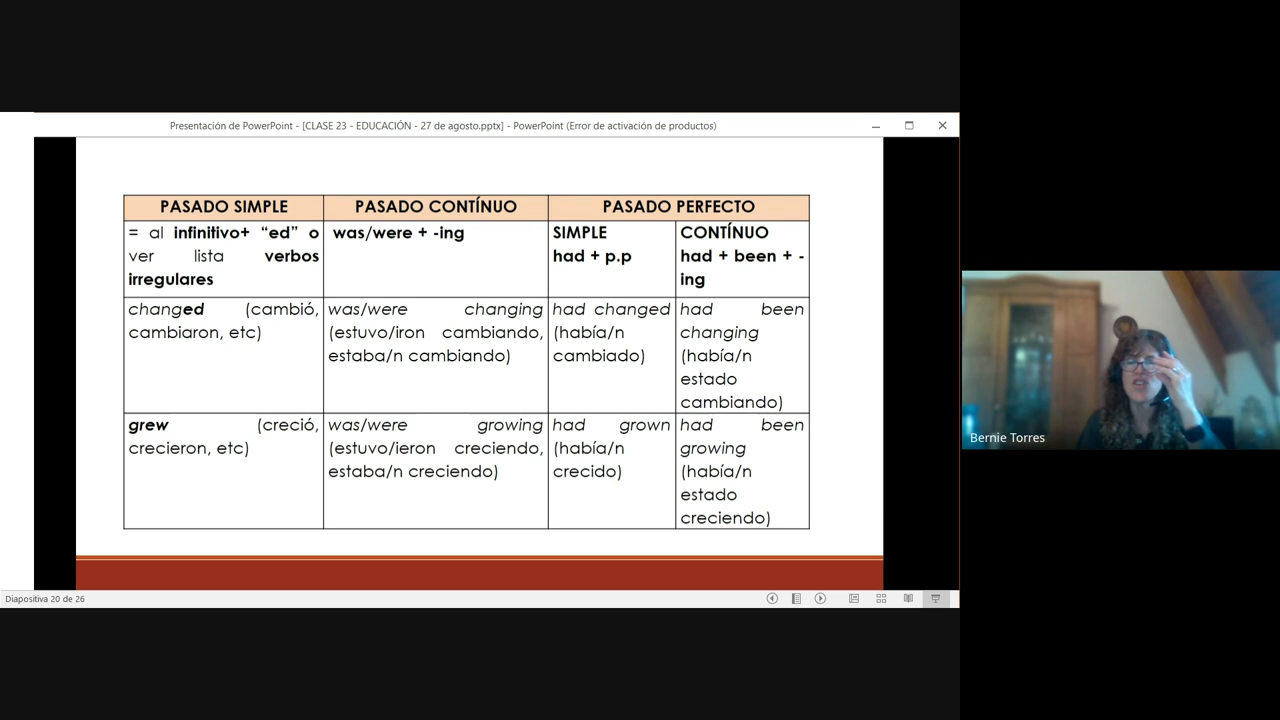 Presentación de PowerPoint - [CLASE 23 - EDUCACIÓN - 27 de agosto.pptx] - PowerPoint (Error de activación de productos)
PASADO SIMPLE
PASADO CONTÍNUO
PASADO PERFECTO
= al infinitivo+ “ed” o
ver lista verbos
irregulares
was/were + -ing
SIMPLE
had + p.p
CONTÍNUO
had + been + -
ing
changed (cambió,
cambiaron, etc)
was/were changing
(estuvo/iron cambiando,
estaba/n cambiando)
had changed
(había/n
cambiado)
had been
changing
(había/n
estado
cambiando)
grew (creció,
crecieron, etc)
was/were growing
(estuvo/ieron creciendo,
estaba/n creciendo)
had grown
(había/n
crecido)
had been
growing
(había/n
estado
creciendo)
Bernie Torres
Diapositiva 20 de 26